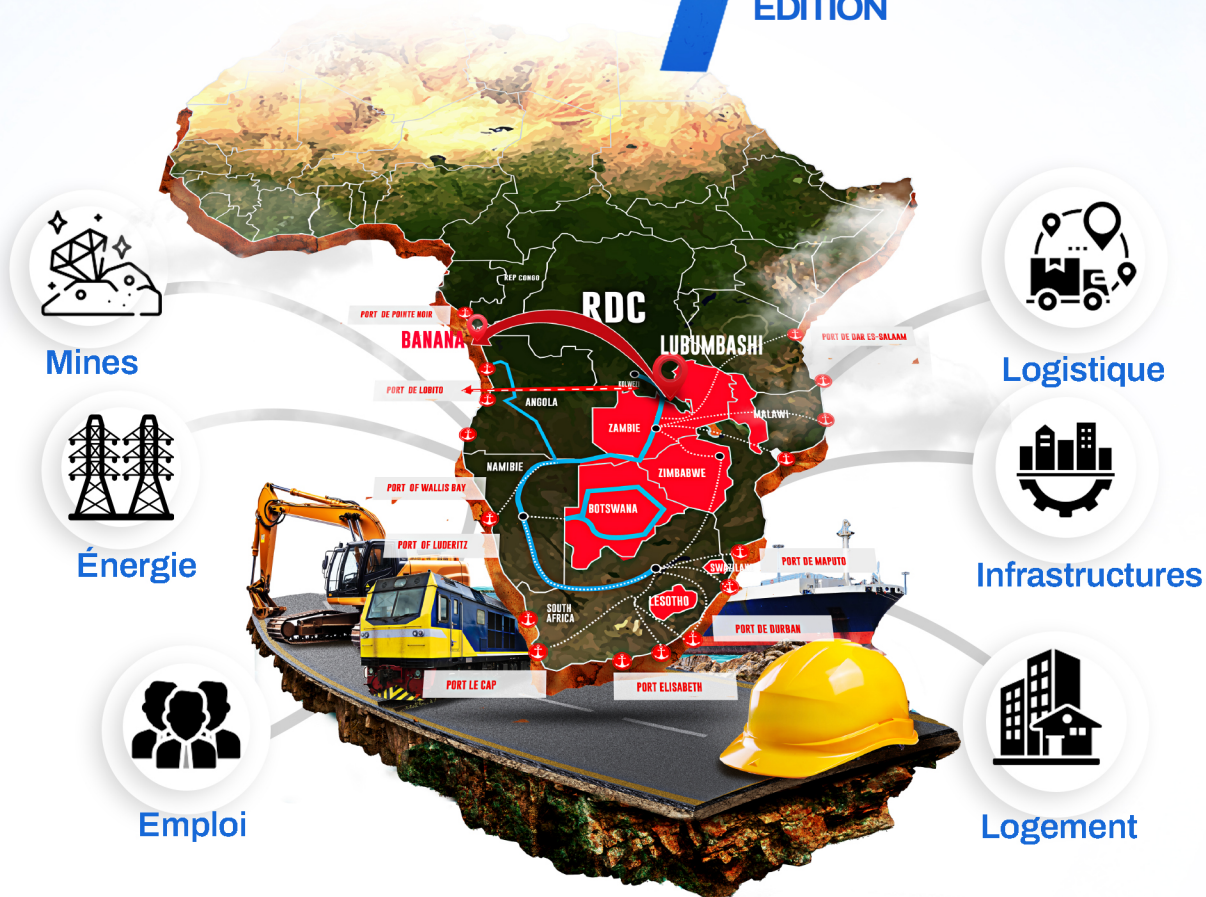 EDITION
REP CONGO
RDC
PORT DE POINTE NOIR
BANANA
LUBUMBASHI
PORT DE DAR ES-SALAAM
Mines
Logistique
PORT DE LOBITO
ANGOLA
MALAWI
ZAMBIE
NAMIBIE
ZIMBABWE
PORT OF WALLIS BAY
BOTSWANA
PORT OF LUDERITZ
PORT DE MAPUTO
Énergie
Infrastructures
SOUTH
AFRICA
LESOTHO
PORT DE DURBAN
PORT LE CAP
PORT ELISABETH
Emploi
Logement